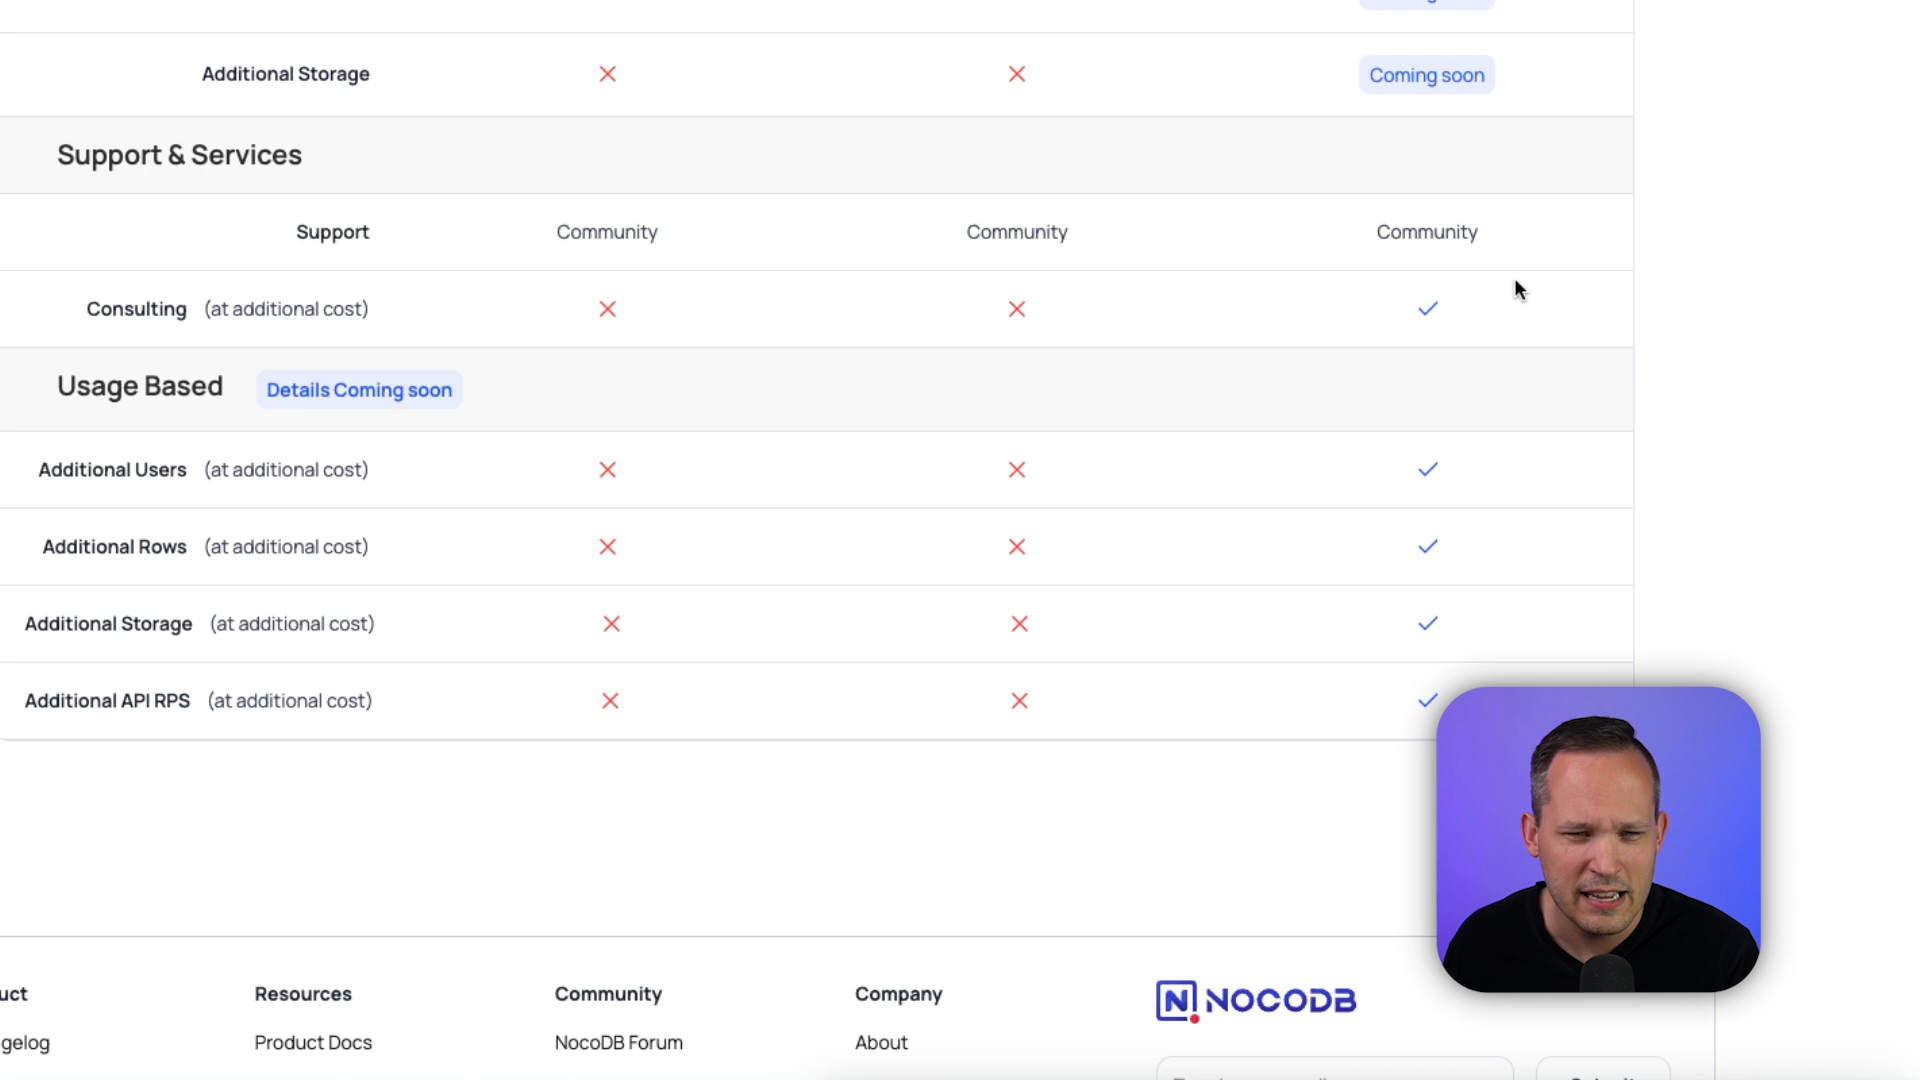 Additional Storage Coming soon
Support & Services
Support Community Community Community
Consulting (at additional cost)
Usage Based Details Coming soon
Additional Users (at additional cost)
Additional Rows (at additional cost)
Additional Storage (at additional cost)
Additional API RPS (at additional cost)
uct Resources Community Company
NOCODB
gelog Product Docs NocoDB Forum About